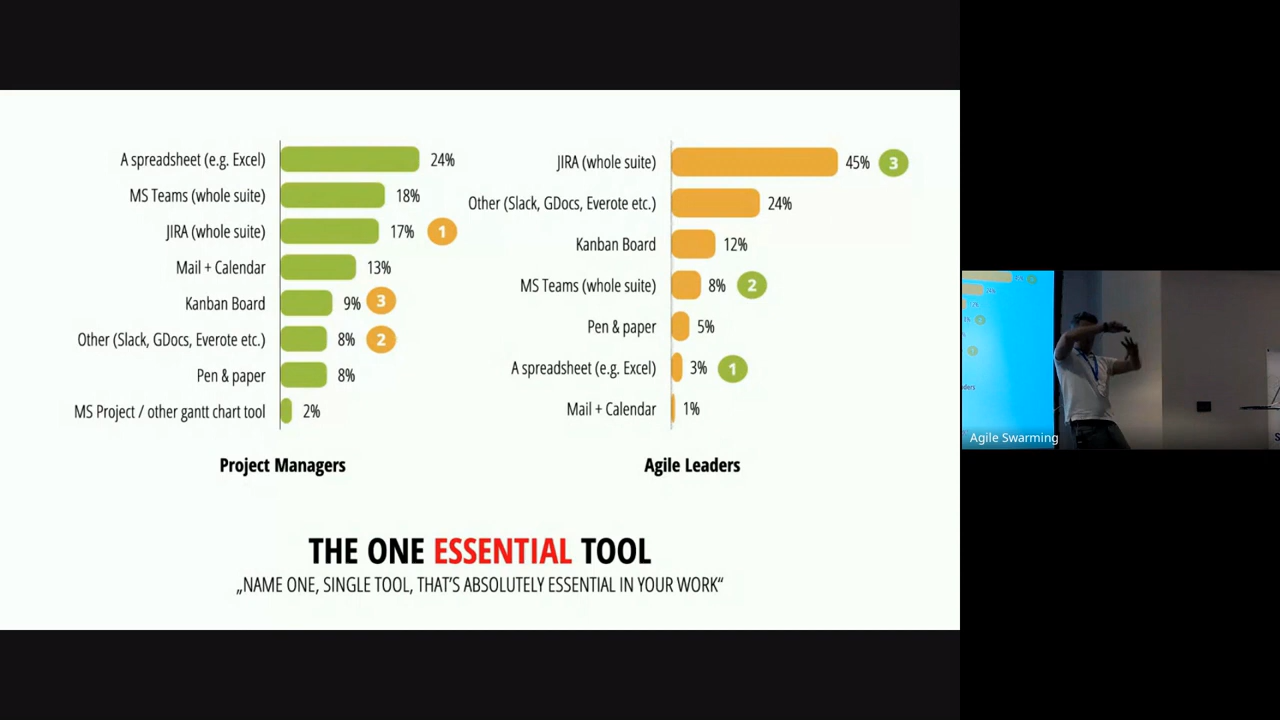 A spreadsheet (e.g. Excel) 24%
MS Teams (whole suite) 18%
JIRA (whole suite) 17% 1
Mail + Calendar 13%
Kanban Board 9% 3
Other (Slack, GDocs, Everote etc.) 8% 2
Pen & paper 8%
MS Project / other gantt chart tool 2%
Project Managers
JIRA (whole suite) 45% 3
Other (Slack, GDocs, Everote etc.) 24%
Kanban Board 12%
MS Teams (whole suite) 8% 2
Pen & paper 5%
A spreadsheet (e.g. Excel) 3% 1
Mail + Calendar 1%
Agile Leaders
THE ONE ESSENTIAL TOOL
„NAME ONE, SINGLE TOOL, THAT’S ABSOLUTELY ESSENTIAL IN YOUR WORK“
Agile Swarming